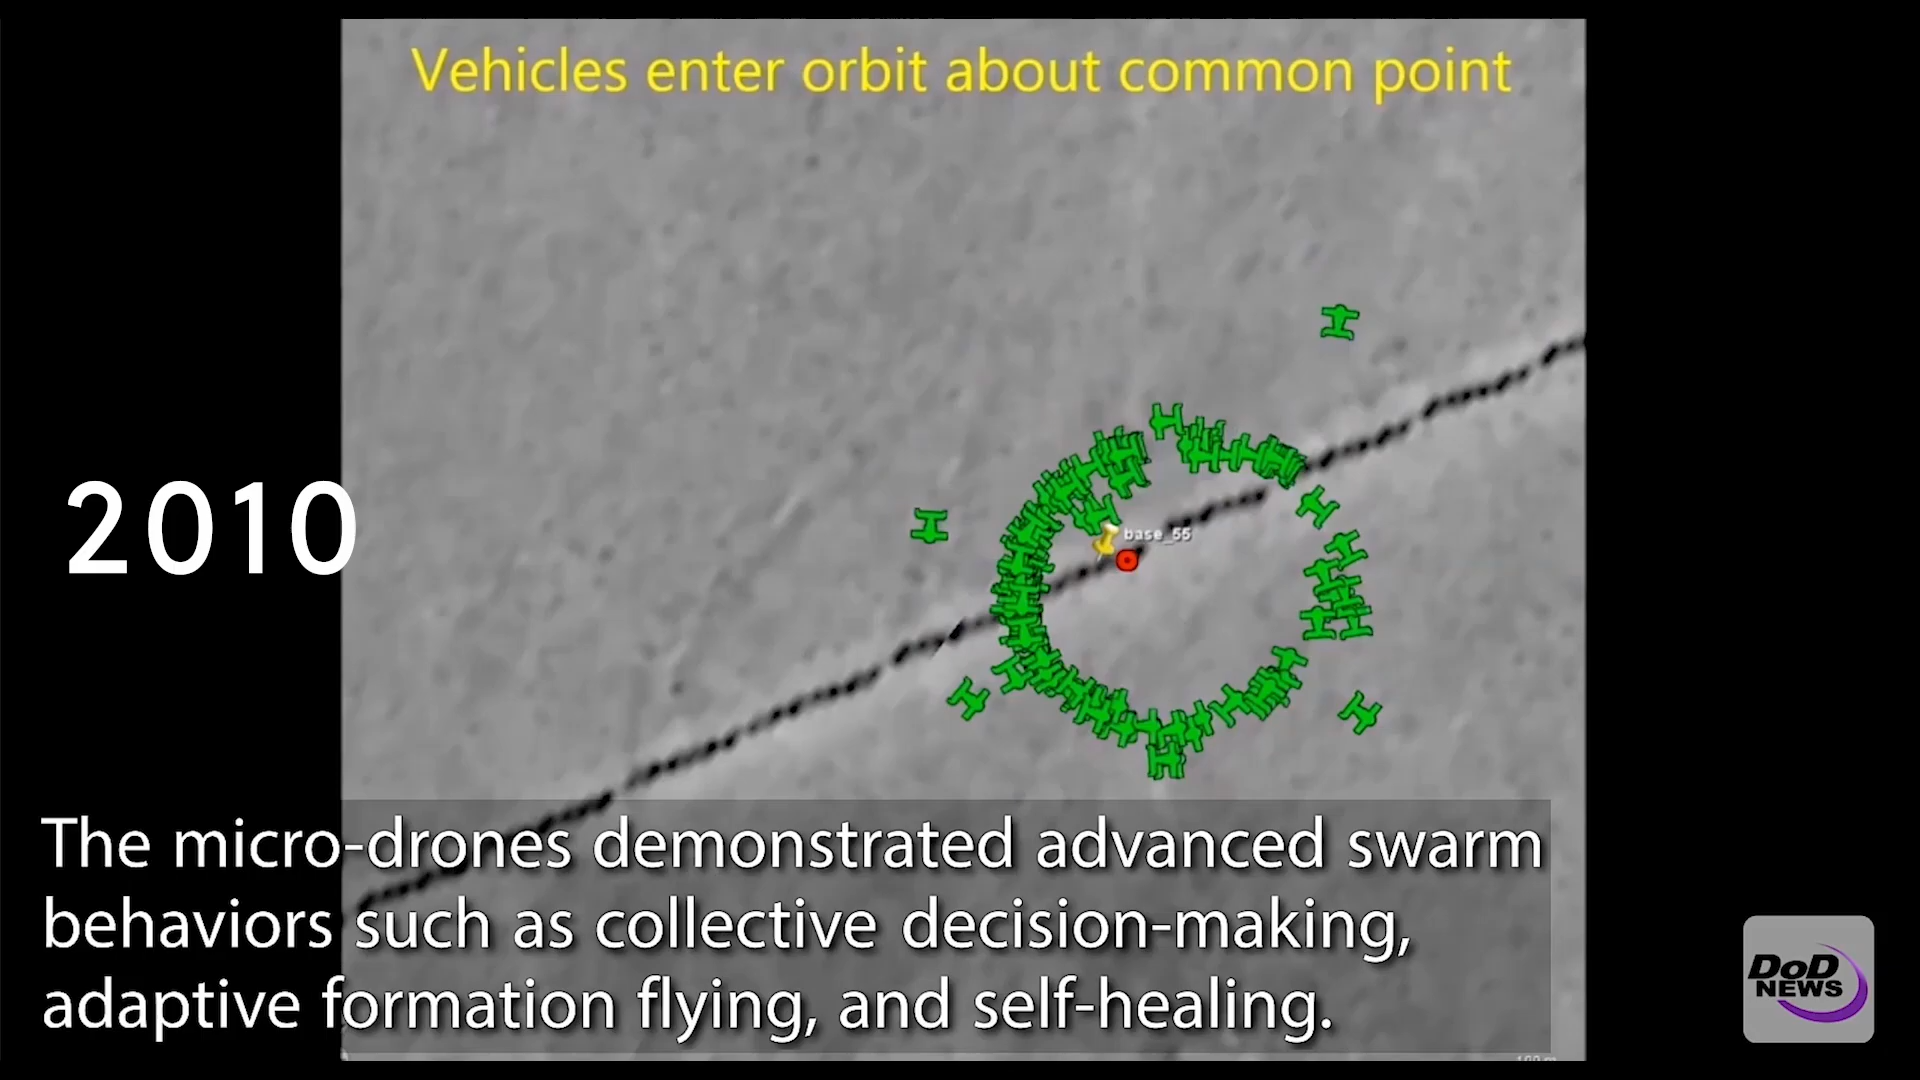 Vehicles enter orbit about common point
base_55
2010
The micro-drones demonstrated advanced swarm
behaviors such as collective decision-making,
adaptive formation flying, and self-healing.
DoD
NEWS